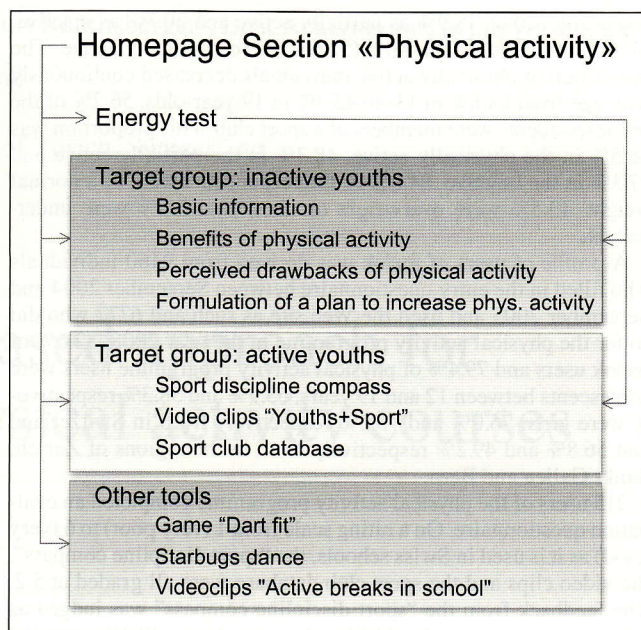 Homepage Section «Physical activity»
Energy test
Target group: inactive youths
Basic information
Benefits of physical activity
Perceived drawbacks of physical activity
Formulation of a plan to increase phys. activity
Target group: active youths
Sport discipline compass
Video clips “Youths+Sport”
Sport club database
Other tools
Game “Dart fit”
Starbugs dance
Videoclips "Active breaks in school"